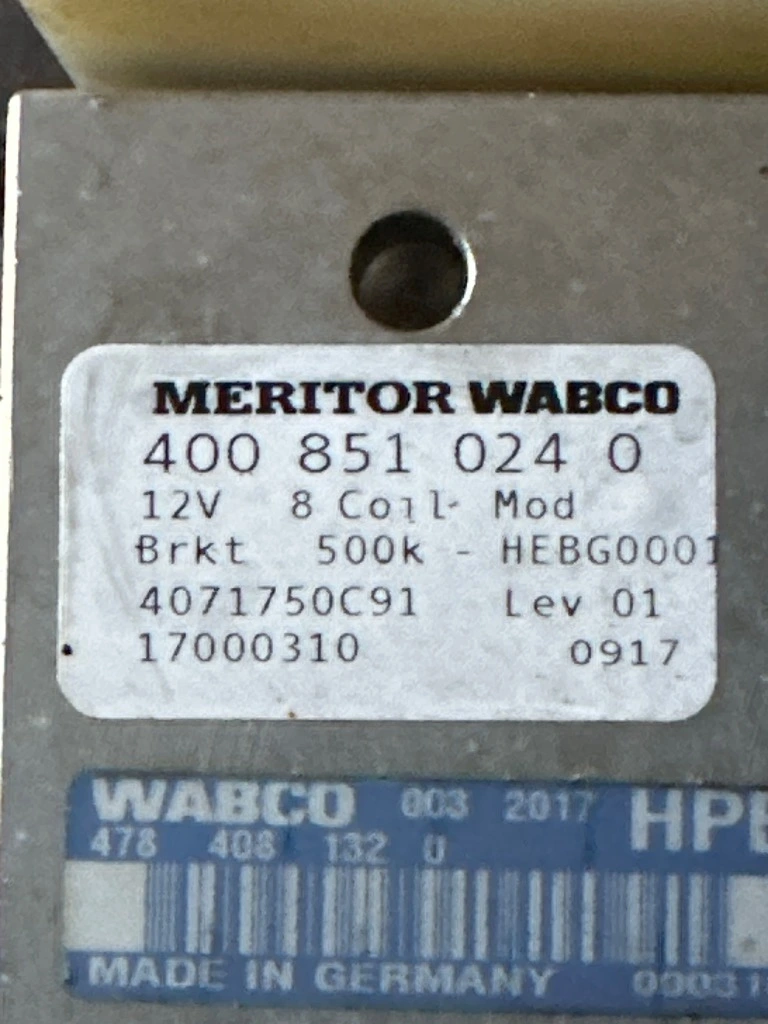 MERITOR WABCO
400 851 024 0
12V 8 Coil Mod
Brkt 500k - HEBG0001
4071750C91 Lev 01
17000310 0917
WABCO 003 2017
478 408 132 0
MADE IN GERMANY